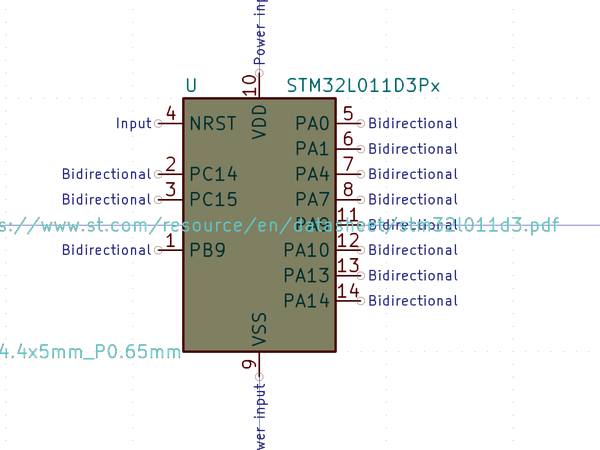 Power in
10
U
STM32L011D3Px
VDD
Input
4
NRST
PA0
5
Bidirectional
PA1
6
Bidirectional
Bidirectional
2
PC14
PA4
7
Bidirectional
Bidirectional
3
PC15
PA7
8
Bidirectional
s://www.st.com/resource/en/datasheet/stm32l011d3.pdf
PA9
11
Bidirectional
Bidirectional
1
PB9
PA10
12
Bidirectional
PA13
13
Bidirectional
PA14
14
Bidirectional
VSS
4.4x5mm_P0.65mm
9
wer input